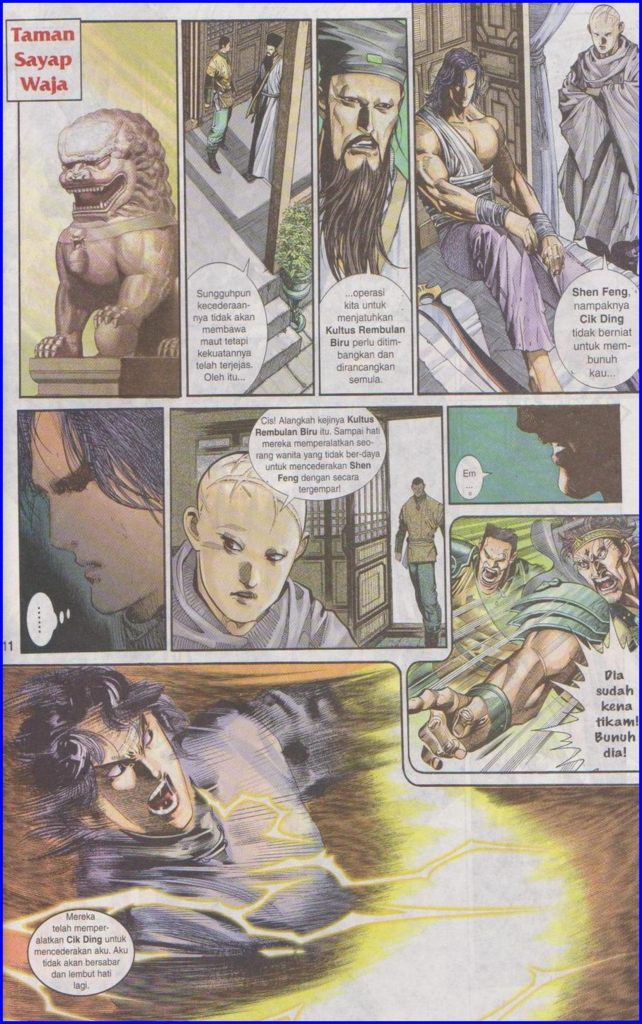 Taman
Sayap
Waja
Sungguhpun
kecederaan-
nya tidak akan
membawa
maut tetapi
kekuatannya
telah terjejas.
Oleh itu...
...operasi
kita untuk
menjatuhkan
Kultus Rembulan
Biru perlu ditim-
bangkan dan
dirancangkan
semula.
Shen Feng,
nampaknya
Cik Ding
tidak berniat
untuk mem-
bunuh
kau...
......
Cis! Alangkah kejinya Kultus
Rembulan Biru itu. Sampai hati
mereka memperalatkan seo-
rang wanita yang tidak ber-daya
untuk mencederakan Shen
Feng dengan secara
tergempar!
Em
...
11
Dia
sudah
kena
tikam!
Bunuh
dia!
Mereka
telah memper-
alatkan Cik Ding untuk
mencederakan aku. Aku
tidak akan bersabar
dan lembut hati
lagi.